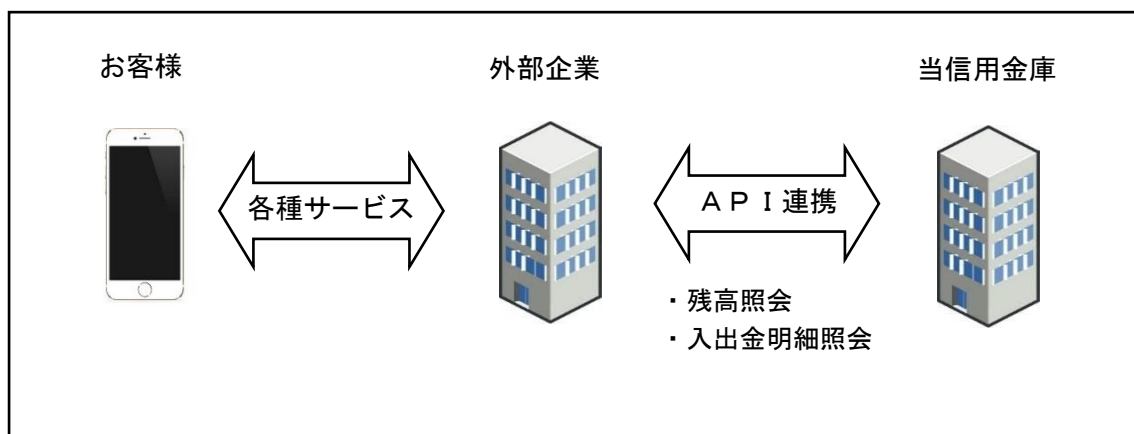 お客様
外部企業
当信用金庫
各種サービス
ＡＰＩ連携
・残高照会
・入出金明細照会